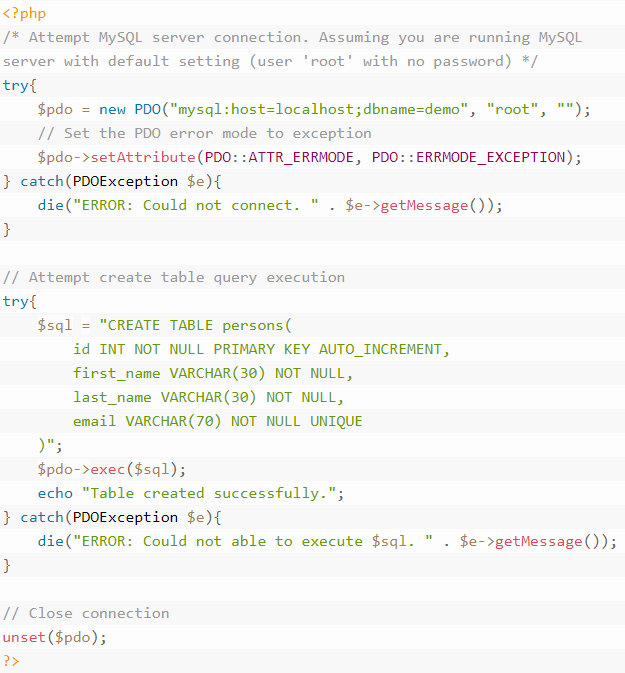 <?php
/* Attempt MySQL server connection. Assuming you are running MySQL
server with default setting (user 'root' with no password) */
try{
    $pdo = new PDO("mysql:host=localhost;dbname=demo", "root", "");
    // Set the PDO error mode to exception
    $pdo->setAttribute(PDO::ATTR_ERRMODE, PDO::ERRMODE_EXCEPTION);
} catch(PDOException $e){
    die("ERROR: Could not connect. " . $e->getMessage());
}

// Attempt create table query execution
try{
    $sql = "CREATE TABLE persons(
        id INT NOT NULL PRIMARY KEY AUTO_INCREMENT,
        first_name VARCHAR(30) NOT NULL,
        last_name VARCHAR(30) NOT NULL,
        email VARCHAR(70) NOT NULL UNIQUE
    )";
    $pdo->exec($sql);
    echo "Table created successfully.";
} catch(PDOException $e){
    die("ERROR: Could not able to execute $sql. " . $e->getMessage());
}

// Close connection
unset($pdo);
?>